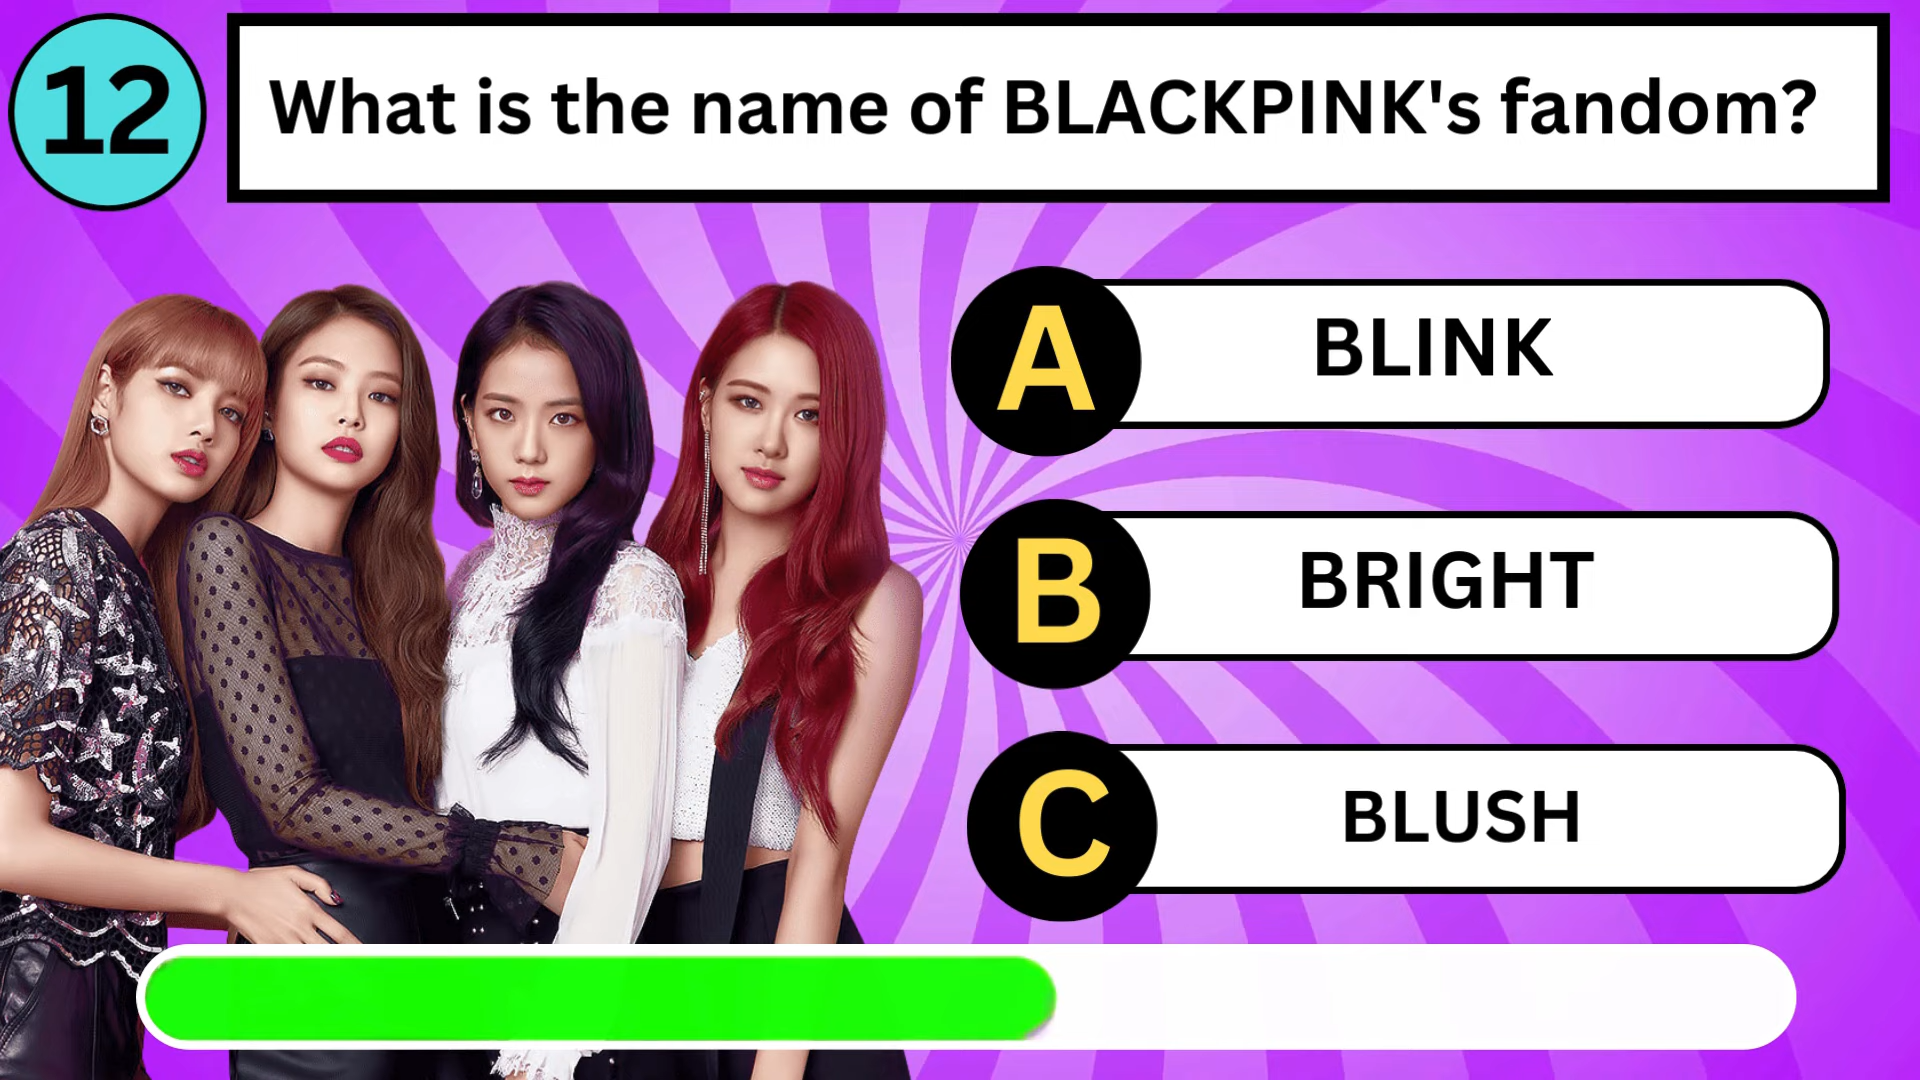 12
What is the name of BLACKPINK's fandom?
A
BLINK
B
BRIGHT
C
BLUSH